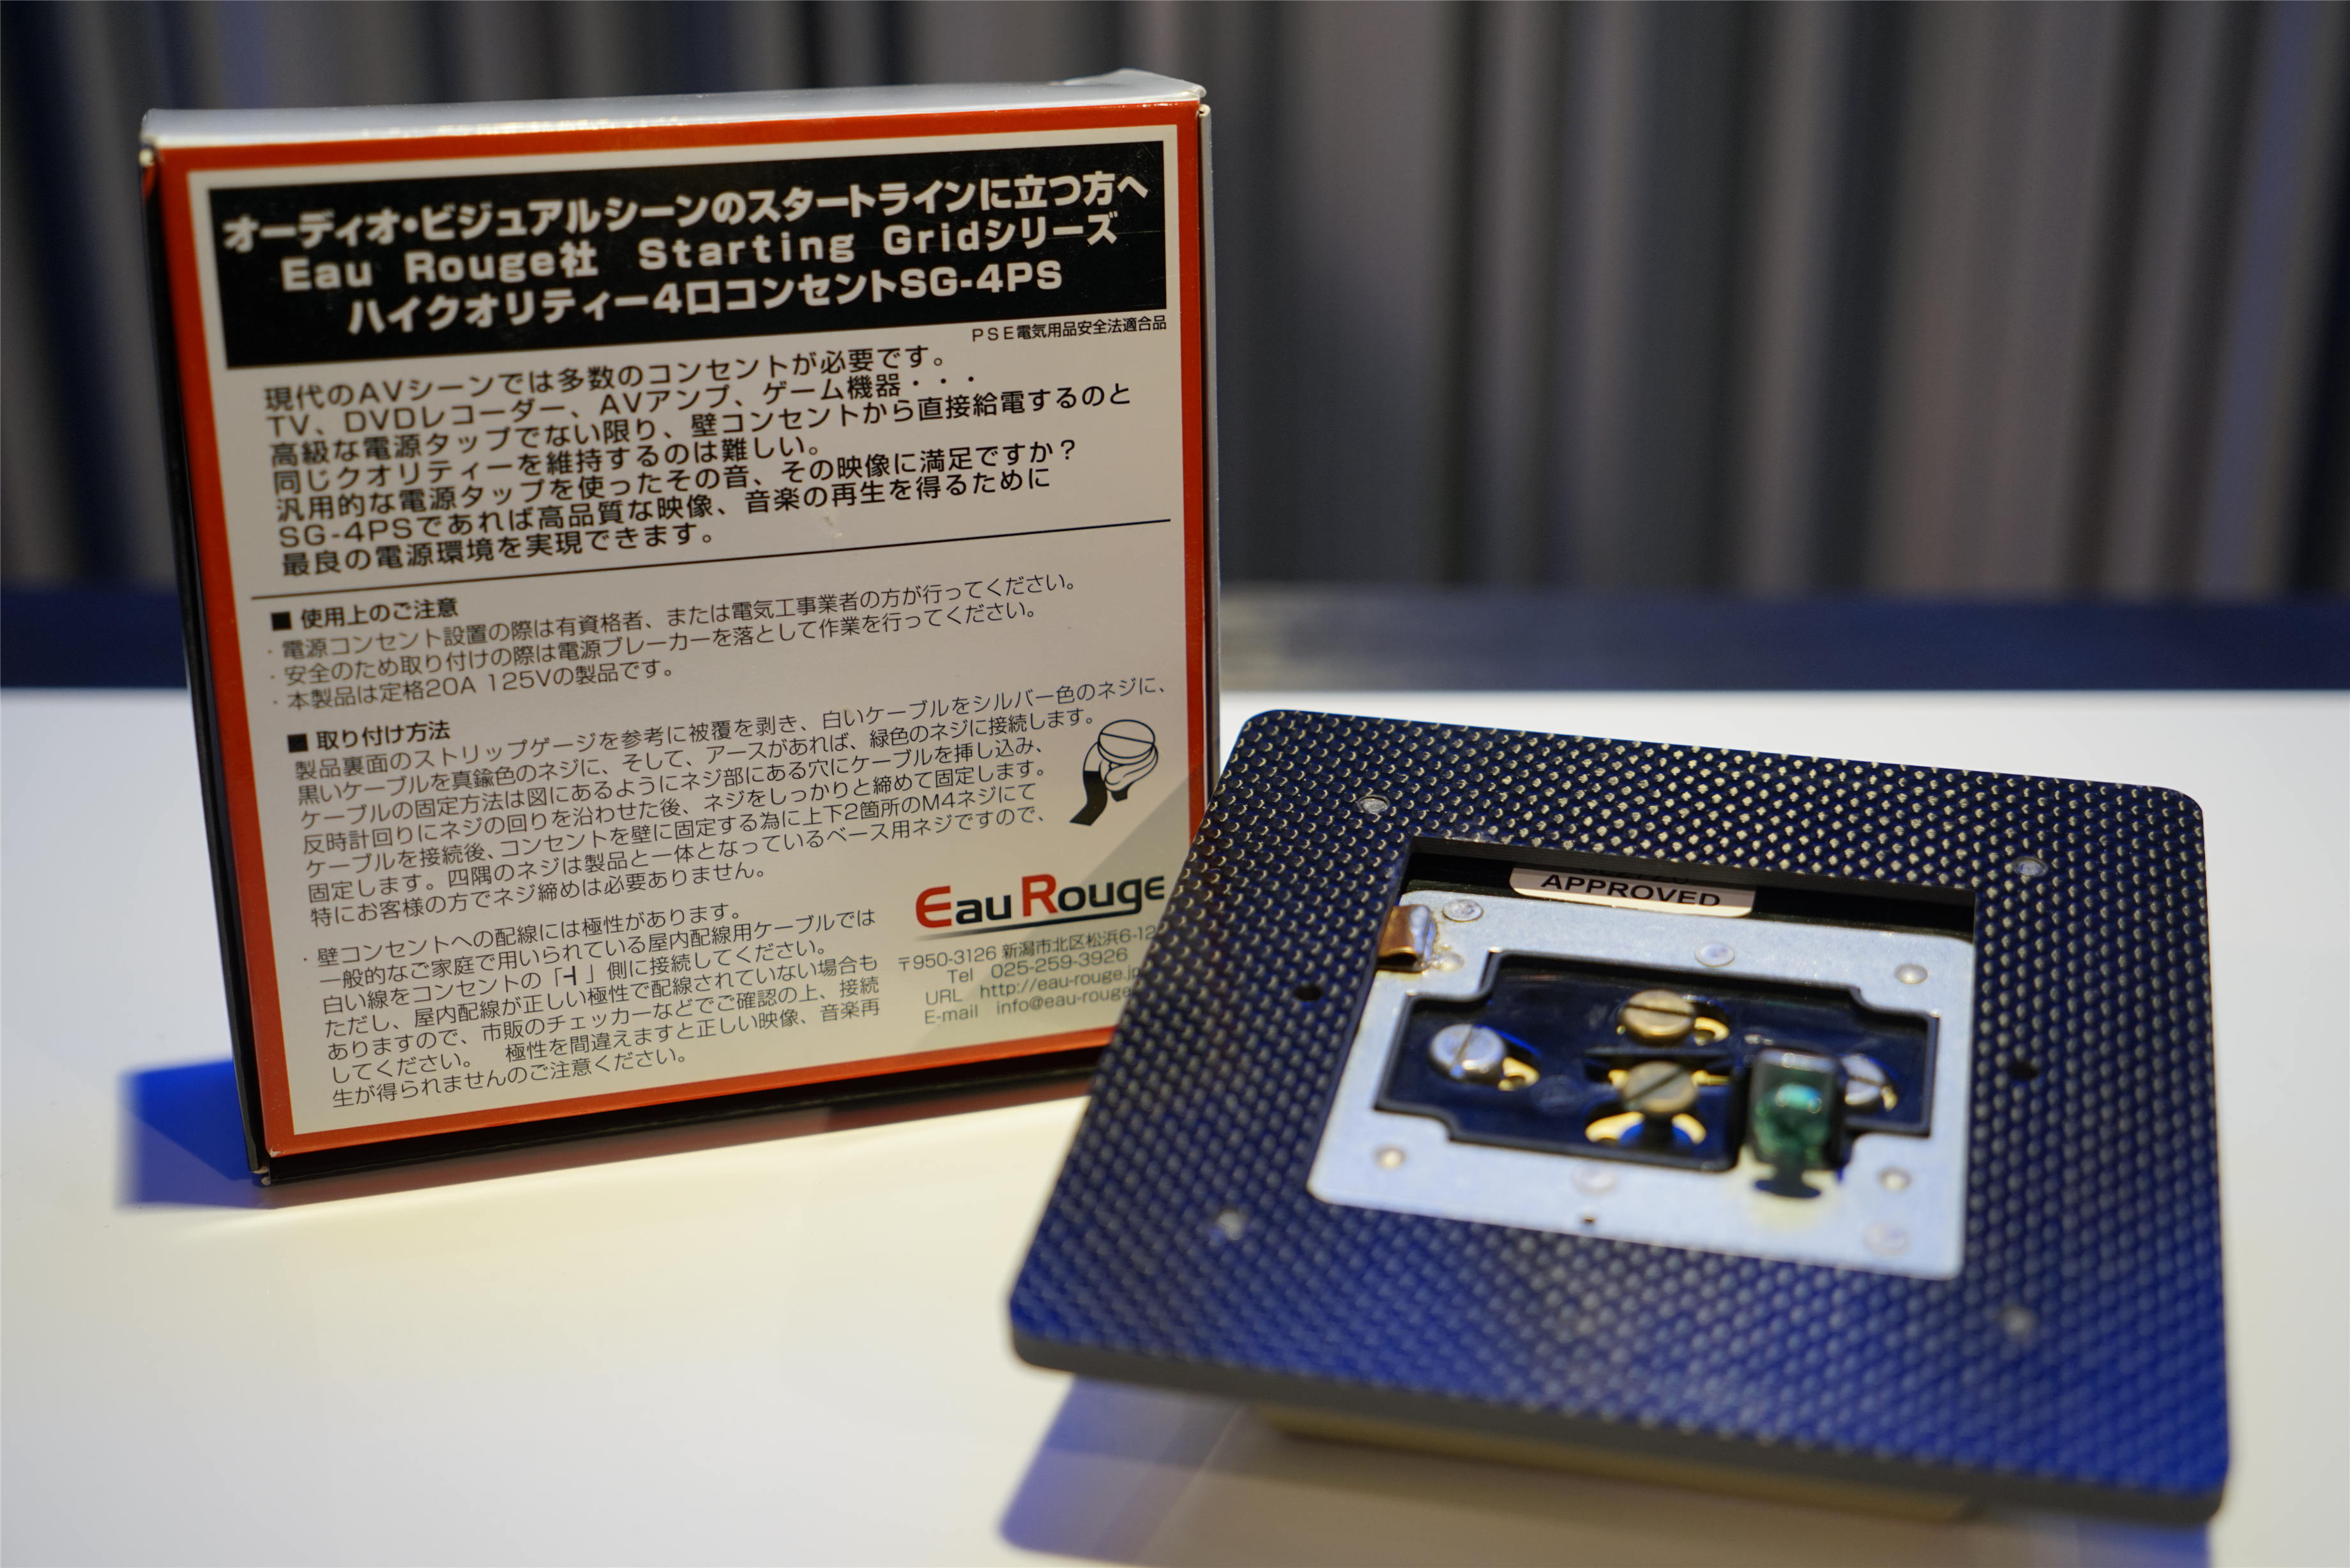 オーディオ・ビジュアルシーンのスタートラインに立つ方へ
Eau Rouge社 Starting Gridシリーズ
ハイクオリティー4口コンセントSG-4PS
PSE電気用品安全法適合品
現代のAVシーンでは多数のコンセントが必要です。
TV、DVDレコーダー、AVアンプ、ゲーム機器・・・
高級な電源タップでない限り、壁コンセントから直接給電するのと
同じクオリティーを維持するのは難しい。
汎用的な電源タップを使ったその音、その映像に満足ですか？
SG-4PSであれば高品質な映像、音楽の再生を得るために
最良の電源環境を実現できます。
■ 使用上のご注意
・電源コンセント設置の際は有資格者、または電気工事業者の方が行ってください。
・安全のため取り付けの際は電源ブレーカーを落として作業を行ってください。
・本製品は定格20A 125Vの製品です。
■ 取り付け方法
製品裏面のストリップゲージを参考に被覆を剥き、白いケーブルをシルバー色のネジに、
黒いケーブルを真鍮色のネジに、そして、アースがあれば、緑色のネジに接続します。
ケーブルの固定方法は図にあるようにネジ部にある穴にケーブルを挿し込み、
反時計回りにネジの回りを沿わせた後、ネジをしっかりと締めて固定します。
ケーブルを接続後、コンセントを壁に固定する為に上下2箇所のM4ネジにて
固定します。四隅のネジは製品と一体となっているベース用ネジですので、
特にお客様の方でネジ締めは必要ありません。
・壁コンセントへの配線には極性があります。
一般的なご家庭で用いられている屋内配線用ケーブルでは
白い線をコンセントの「┤」側に接続してください。
ただし、屋内配線が正しい極性で配線されていない場合も
ありますので、市販のチェッカーなどでご確認の上、接続
してください。 極性を間違えますと正しい映像、音楽再
生が得られませんのご注意ください。
Eau Rouge
〒950-3126 新潟市北区松浜6-12
Tel 025-259-3926
URL http://eau-rouge.jp
E-mail info@eau-rouge
APPROVED